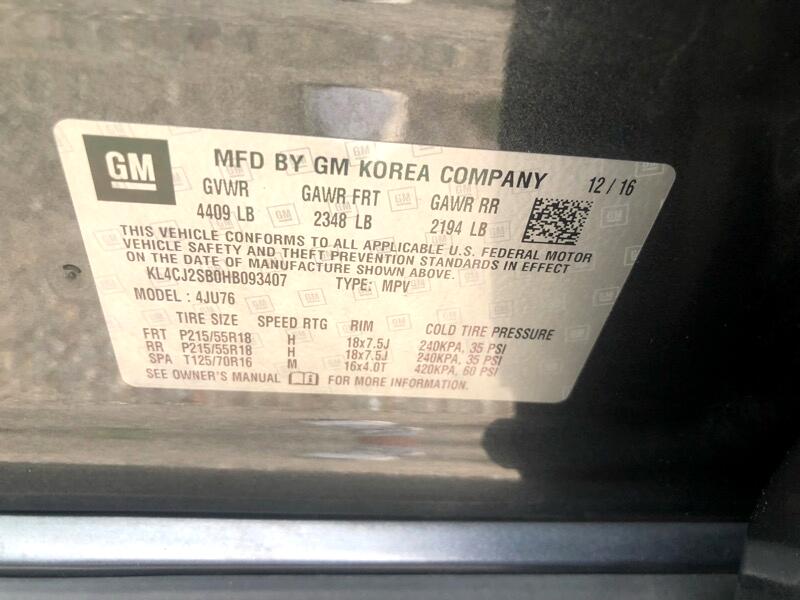 GM
MFD BY GM KOREA COMPANY 12 / 16
GVWR GAWR FRT GAWR RR
4409 LB 2348 LB 2194 LB
THIS VEHICLE CONFORMS TO ALL APPLICABLE U.S. FEDERAL MOTOR
VEHICLE SAFETY AND THEFT PREVENTION STANDARDS IN EFFECT
ON THE DATE OF MANUFACTURE SHOWN ABOVE.
KL4CJ2SB0HB093407 TYPE: MPV
MODEL : 4JU76
TIRE SIZE SPEED RTG RIM COLD TIRE PRESSURE
FRT P215/55R18 H 18x7.5J 240KPA, 35 PSI
RR P215/55R18 H 18x7.5J 240KPA, 35 PSI
SPA T125/70R16 M 16x4.0T 420KPA, 60 PSI
SEE OWNER'S MANUAL FOR MORE INFORMATION.